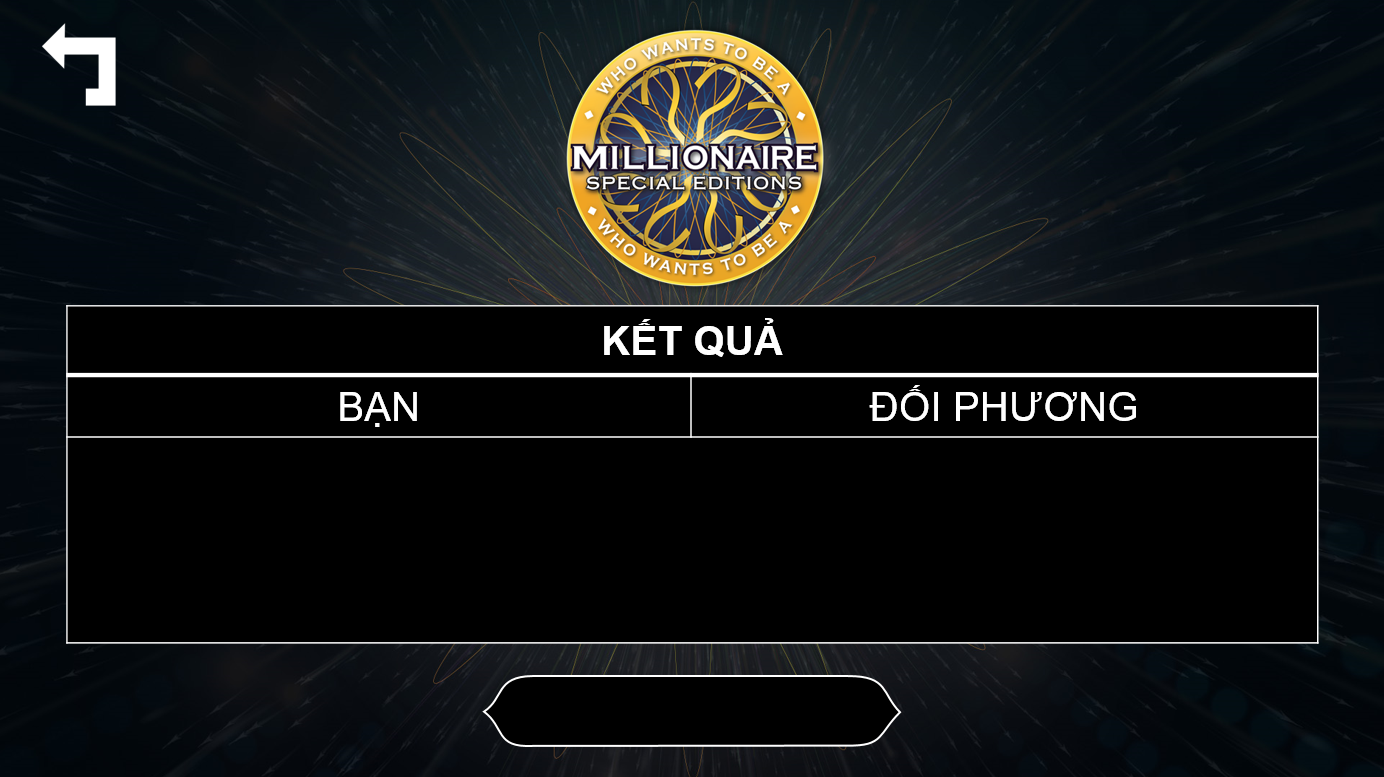 WHO WANTS TO BE A
MILLIONAIRE
SPECIAL EDITIONS
WHO WANTS TO BE A
KẾT QUẢ
BẠN
ĐỐI PHƯƠNG